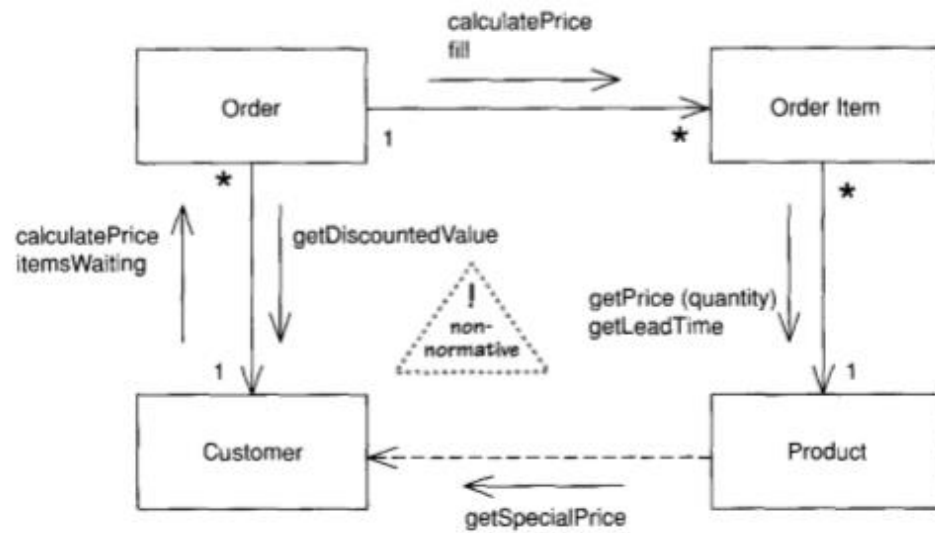 calculatePrice
fill
Order
Order Item
1
*
*
*
calculatePrice
itemsWaiting
getDiscountedValue
!
non-
normative
getPrice (quantity)
getLeadTime
1
1
Customer
Product
getSpecialPrice